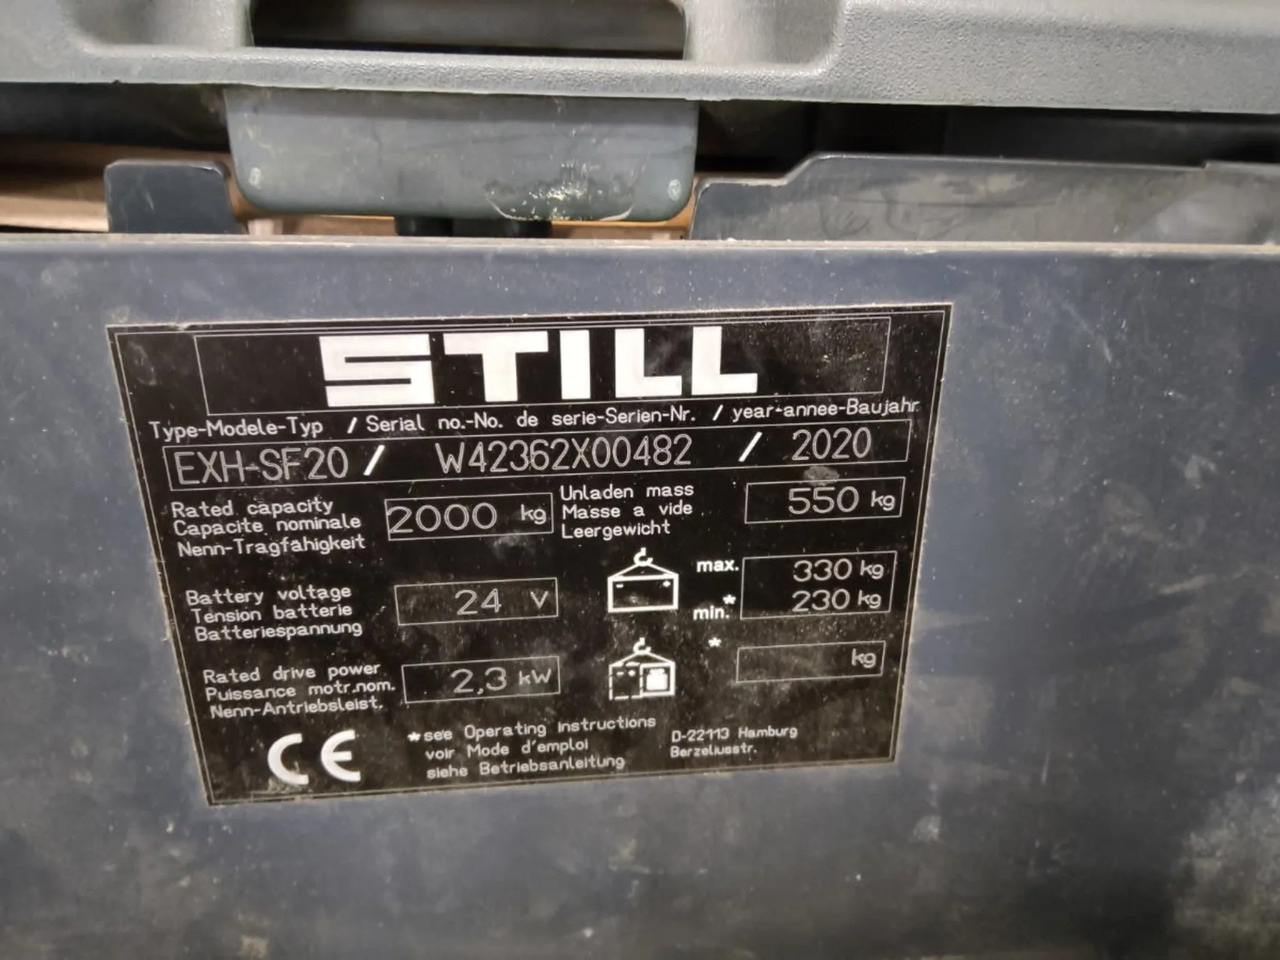 STILL
Type-Modele-Typ / Serial no.-No. de serie-Serien-Nr. / year-annee-Baujahr
EXH-SF20 / W42362X00482 / 2020
Rated capacity
Capacite nominale
Nenn-Tragfähigkeit
2000 kg
Unladen mass
Masse a vide
Leergewicht
550 kg
Battery voltage
Tension batterie
Batteriespannung
24 V
- +
max. 330 kg
min.* 230 kg
Rated drive power
Puissance motr.nom.
Nenn-Antriebsleist.
2,3 kW
* kg
CE
*see Operating instructions
voir Mode d'emploi
siehe Betriebsanleitung
D-22113 Hamburg
Berzeliusstr.